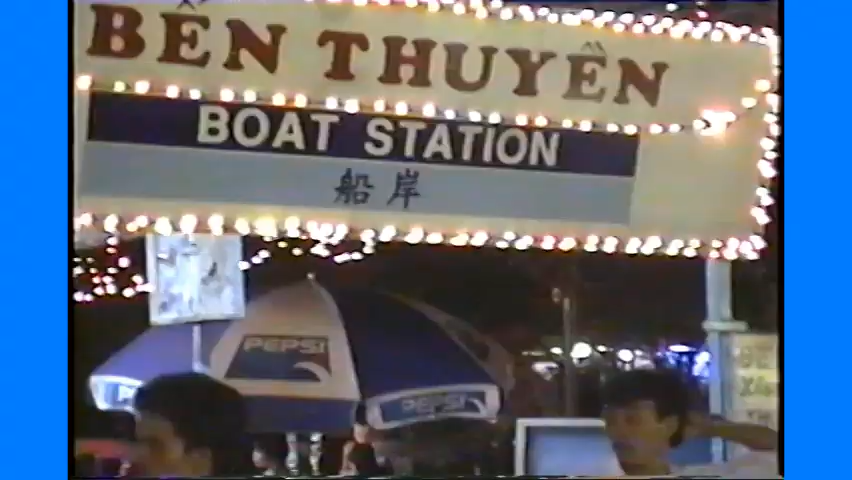 BẾN THUYỀN
BOAT STATION
船岸
PEPSI
PEPSI